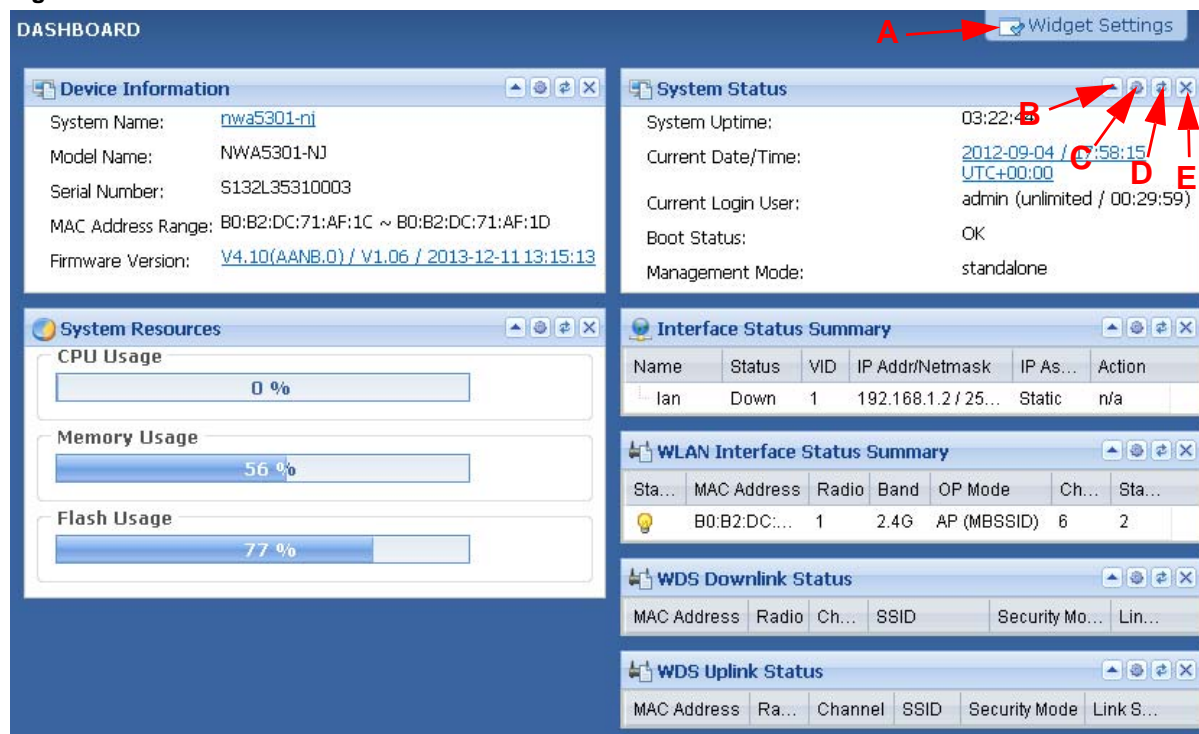 DASHBOARD
A
Widget Settings
Device Information
System Name: nwa5301-nj
Model Name: NWA5301-NJ
Serial Number: S132L35310003
MAC Address Range: B0:B2:DC:71:AF:1C ~ B0:B2:DC:71:AF:1D
Firmware Version: V4.10(AANB.0) / V1.06 / 2013-12-11 13:15:13
System Status
B
C
D
E
System Uptime: 03:22:44
Current Date/Time: 2012-09-04 / 17:58:15
UTC+00:00
Current Login User: admin (unlimited / 00:29:59)
Boot Status: OK
Management Mode: standalone
System Resources
CPU Usage
0 %
Memory Usage
56 %
Flash Usage
77 %
Interface Status Summary
Name Status VID IP Addr/Netmask IP As... Action
lan Down 1 192.168.1.2 / 25... Static n/a
WLAN Interface Status Summary
Sta... MAC Address Radio Band OP Mode Ch... Sta...
B0:B2:DC:... 1 2.4G AP (MBSSID) 6 2
WDS Downlink Status
MAC Address Radio Ch... SSID Security Mo... Lin...
WDS Uplink Status
MAC Address Ra... Channel SSID Security Mode Link S...